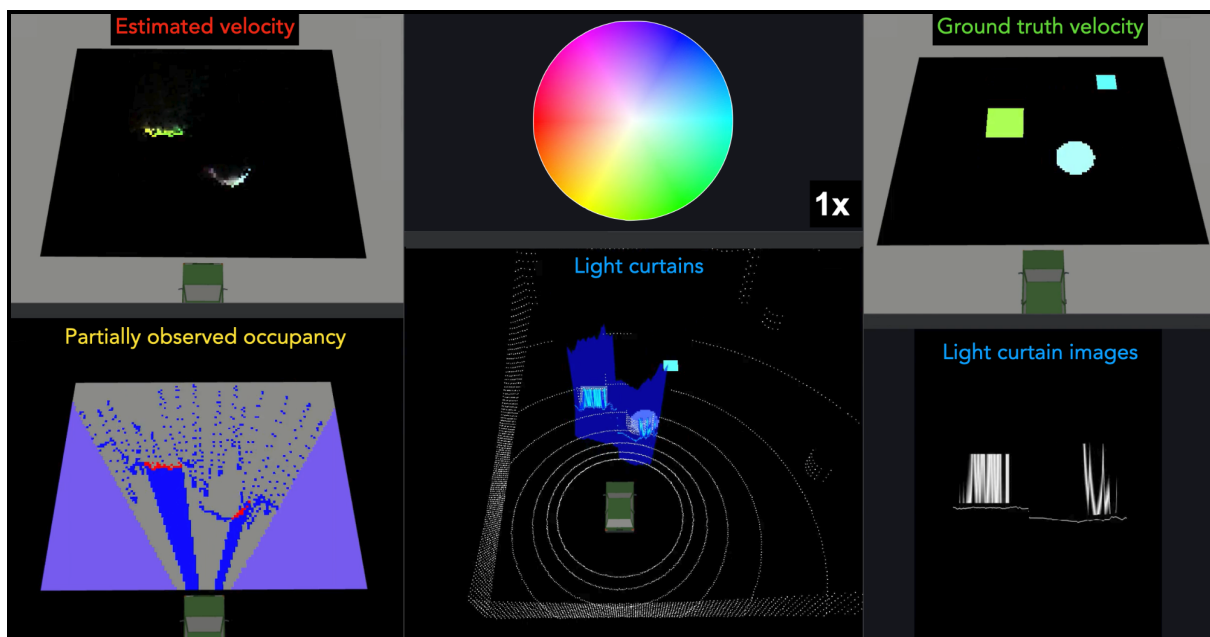 Estimated velocity
Ground truth velocity
1x
Light curtains
Partially observed occupancy
Light curtain images